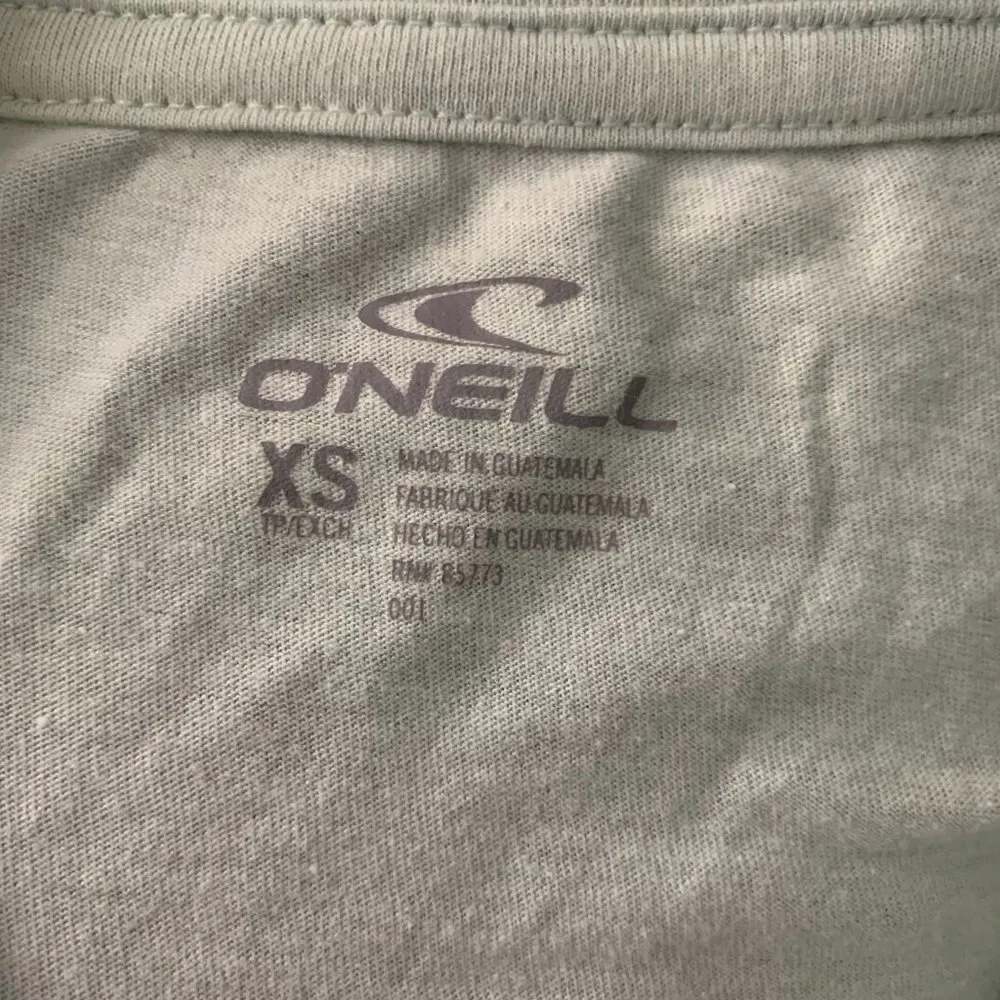 O'NEILL
XS
TP/EXCH
MADE IN GUATEMALA
FABRIQUE AU GUATEMALA
HECHO EN GUATEMALA
RN# 85773
001